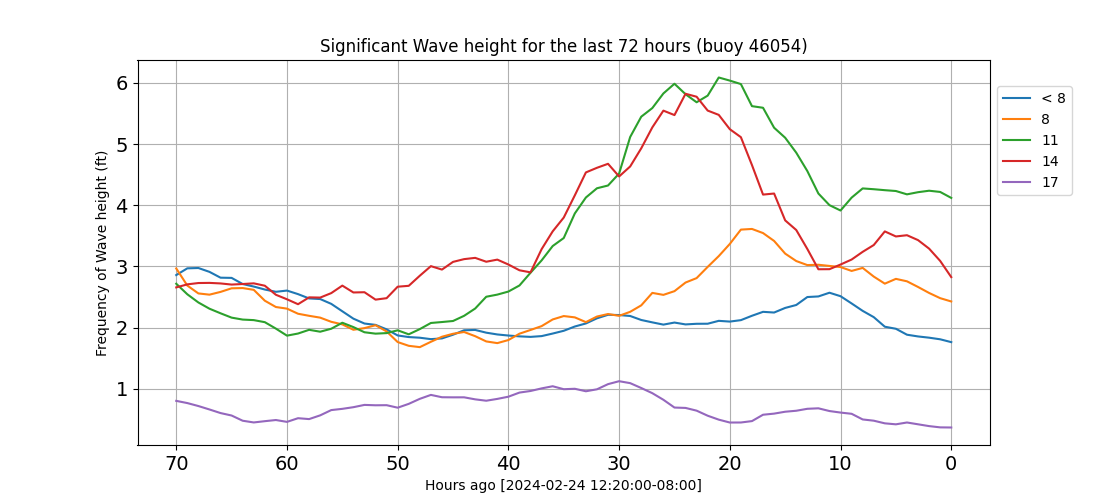 Significant Wave height for the last 72 hours (buoy 46054)
Frequency of Wave height (ft)
6
5
4
3
2
1
70 60 50 40 30 20 10 0
Hours ago [2024-02-24 12:20:00-08:00]
< 8
8
11
14
17